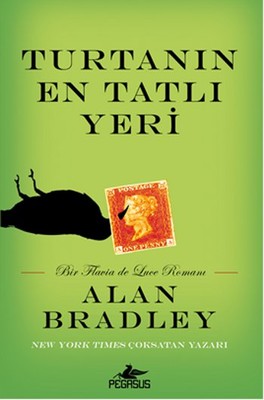 TURTANIN
EN TATLI
YERİ
POSTAGE
ONE PENNY
Bir Flavia de Luce Romanı
ALAN
BRADLEY
NEW YORK TIMES ÇOKSATAN YAZARI
PEGASUS